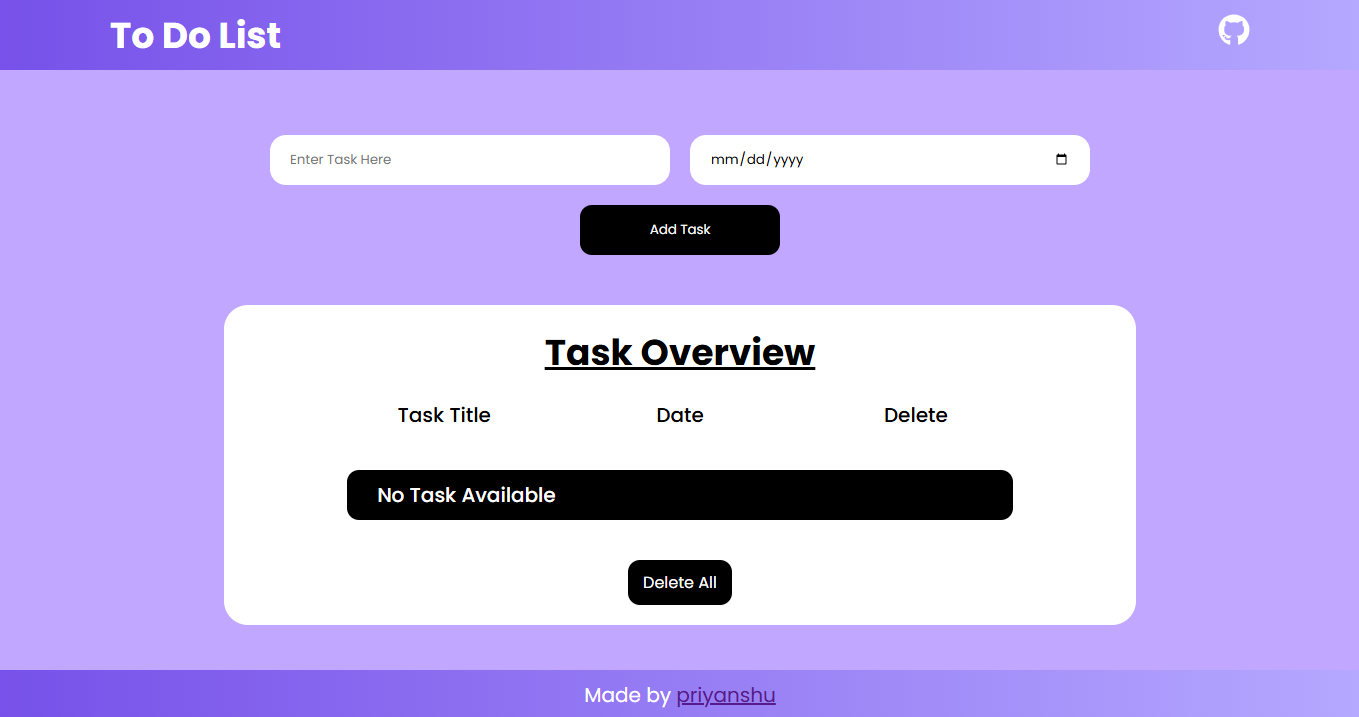 To Do List
Enter Task Here
mm/dd/yyyy
Add Task
Task Overview
Task Title Date Delete
No Task Available
Delete All
Made by priyanshu